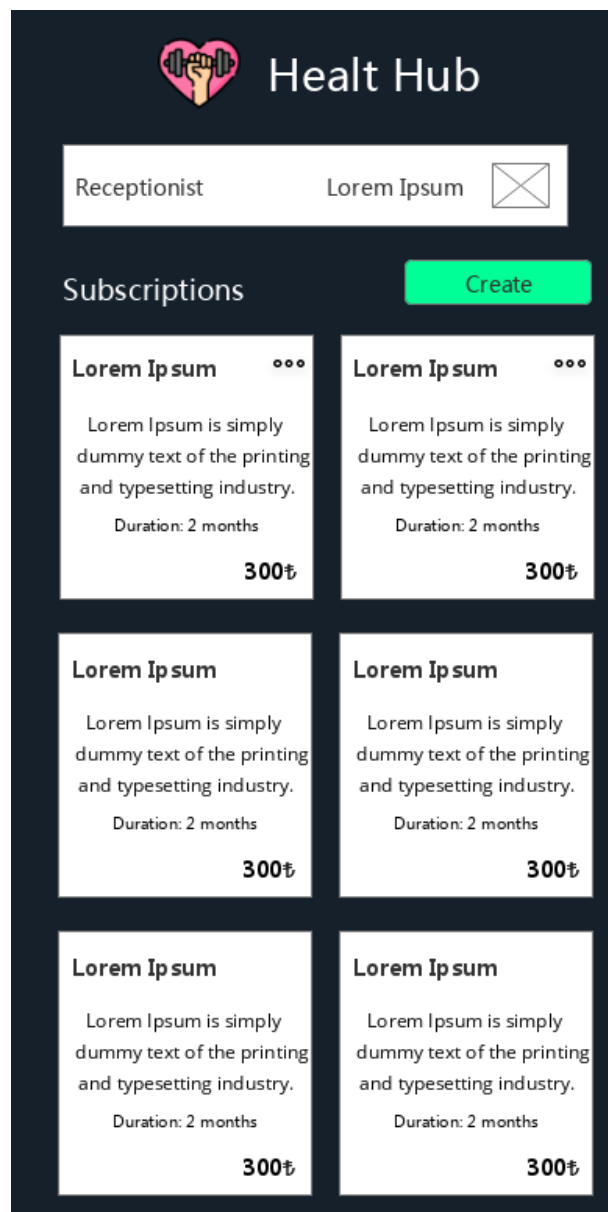 Healt Hub
Receptionist
Lorem Ipsum
Subscriptions
Create
Lorem Ipsum
Lorem Ipsum is simply
dummy text of the printing
and typesetting industry.
Duration: 2 months
300₺
Lorem Ipsum
Lorem Ipsum is simply
dummy text of the printing
and typesetting industry.
Duration: 2 months
300₺
Lorem Ipsum
Lorem Ipsum is simply
dummy text of the printing
and typesetting industry.
Duration: 2 months
300₺
Lorem Ipsum
Lorem Ipsum is simply
dummy text of the printing
and typesetting industry.
Duration: 2 months
300₺
Lorem Ipsum
Lorem Ipsum is simply
dummy text of the printing
and typesetting industry.
Duration: 2 months
300₺
Lorem Ipsum
Lorem Ipsum is simply
dummy text of the printing
and typesetting industry.
Duration: 2 months
300₺